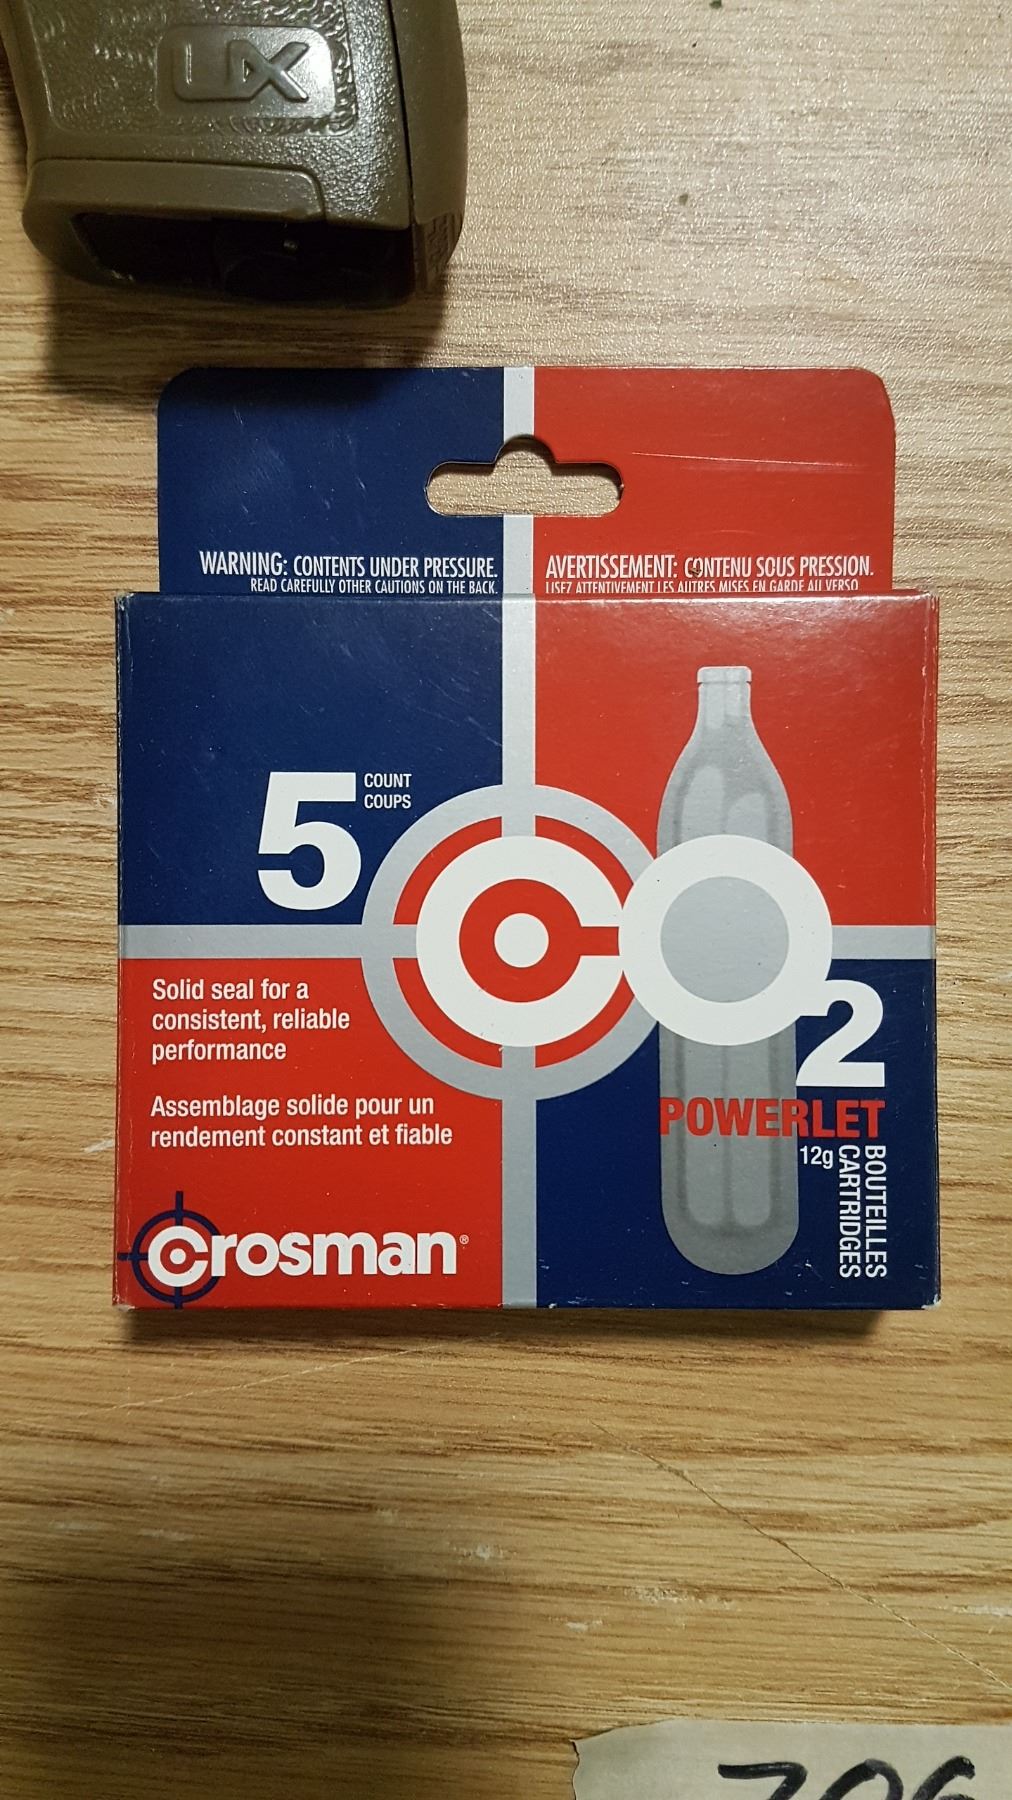 UX
WARNING: CONTENTS UNDER PRESSURE.
READ CAREFULLY OTHER CAUTIONS ON THE BACK.
AVERTISSEMENT: CONTENU SOUS PRESSION.
LISEZ ATTENTIVEMENT LES AUTRES MISES EN GARDE AU VERSO
5 COUNT
COUPS
CO2
POWERLET
12g
BOUTEILLES
CARTRIDGES
Solid seal for a
consistent, reliable
performance
Assemblage solide pour un
rendement constant et fiable
Crosman®